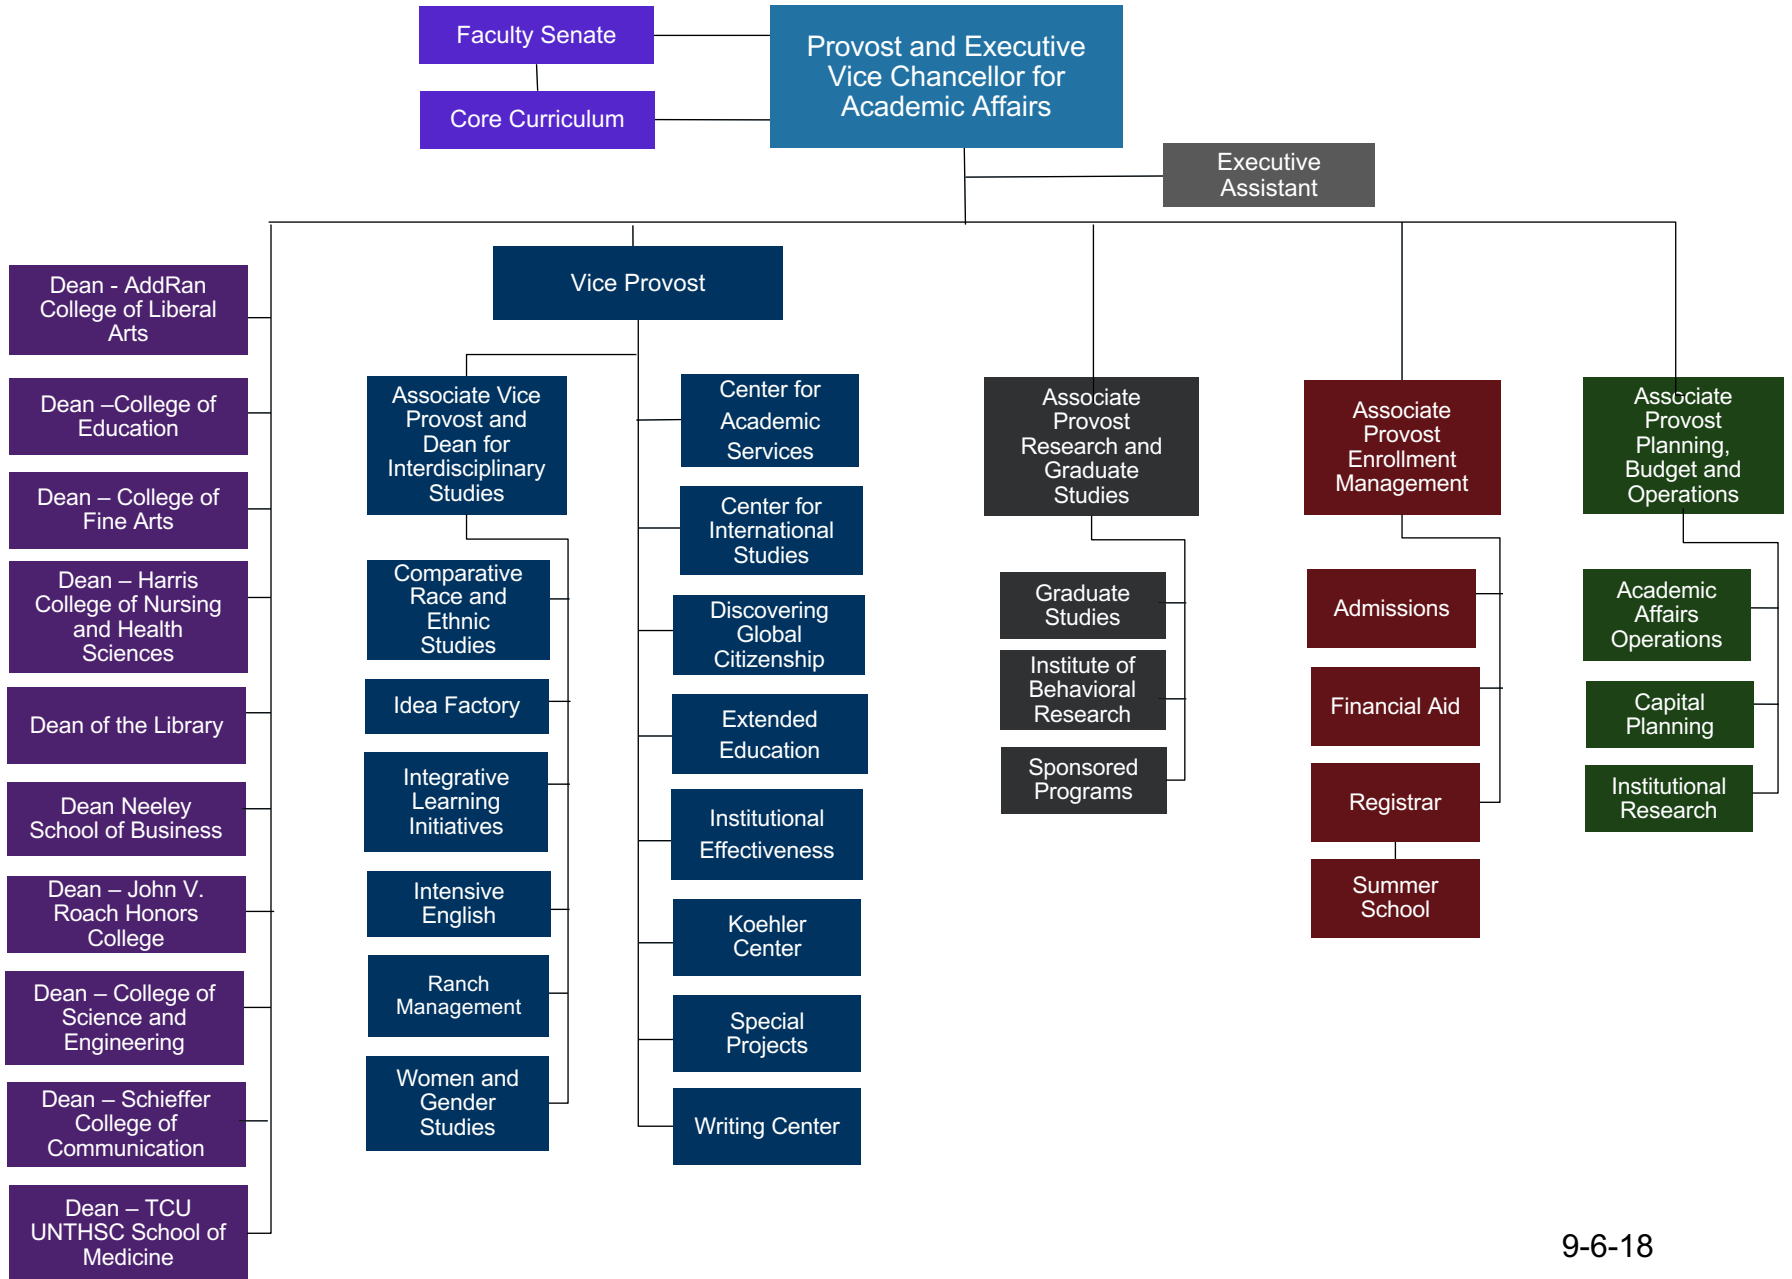 Faculty Senate
Core Curriculum
Provost and Executive
Vice Chancellor for
Academic Affairs
Executive
Assistant
Dean - AddRan
College of Liberal
Arts
Dean –College of
Education
Dean – College of
Fine Arts
Dean – Harris
College of Nursing
and Health
Sciences
Dean of the Library
Dean Neeley
School of Business
Dean – John V.
Roach Honors
College
Dean – College of
Science and
Engineering
Dean – Schieffer
College of
Communication
Dean – TCU
UNTHSC School of
Medicine
Vice Provost
Associate Vice
Provost and
Dean for
Interdisciplinary
Studies
Comparative
Race and
Ethnic
Studies
Idea Factory
Integrative
Learning
Initiatives
Intensive
English
Ranch
Management
Women and
Gender
Studies
Center for
Academic
Services
Center for
International
Studies
Discovering
Global
Citizenship
Extended
Education
Institutional
Effectiveness
Koehler
Center
Special
Projects
Writing Center
Associate
Provost
Research and
Graduate
Studies
Graduate
Studies
Institute of
Behavioral
Research
Sponsored
Programs
Associate
Provost
Enrollment
Management
Admissions
Financial Aid
Registrar
Summer
School
Associate
Provost
Planning,
Budget and
Operations
Academic
Affairs
Operations
Capital
Planning
Institutional
Research
9-6-18